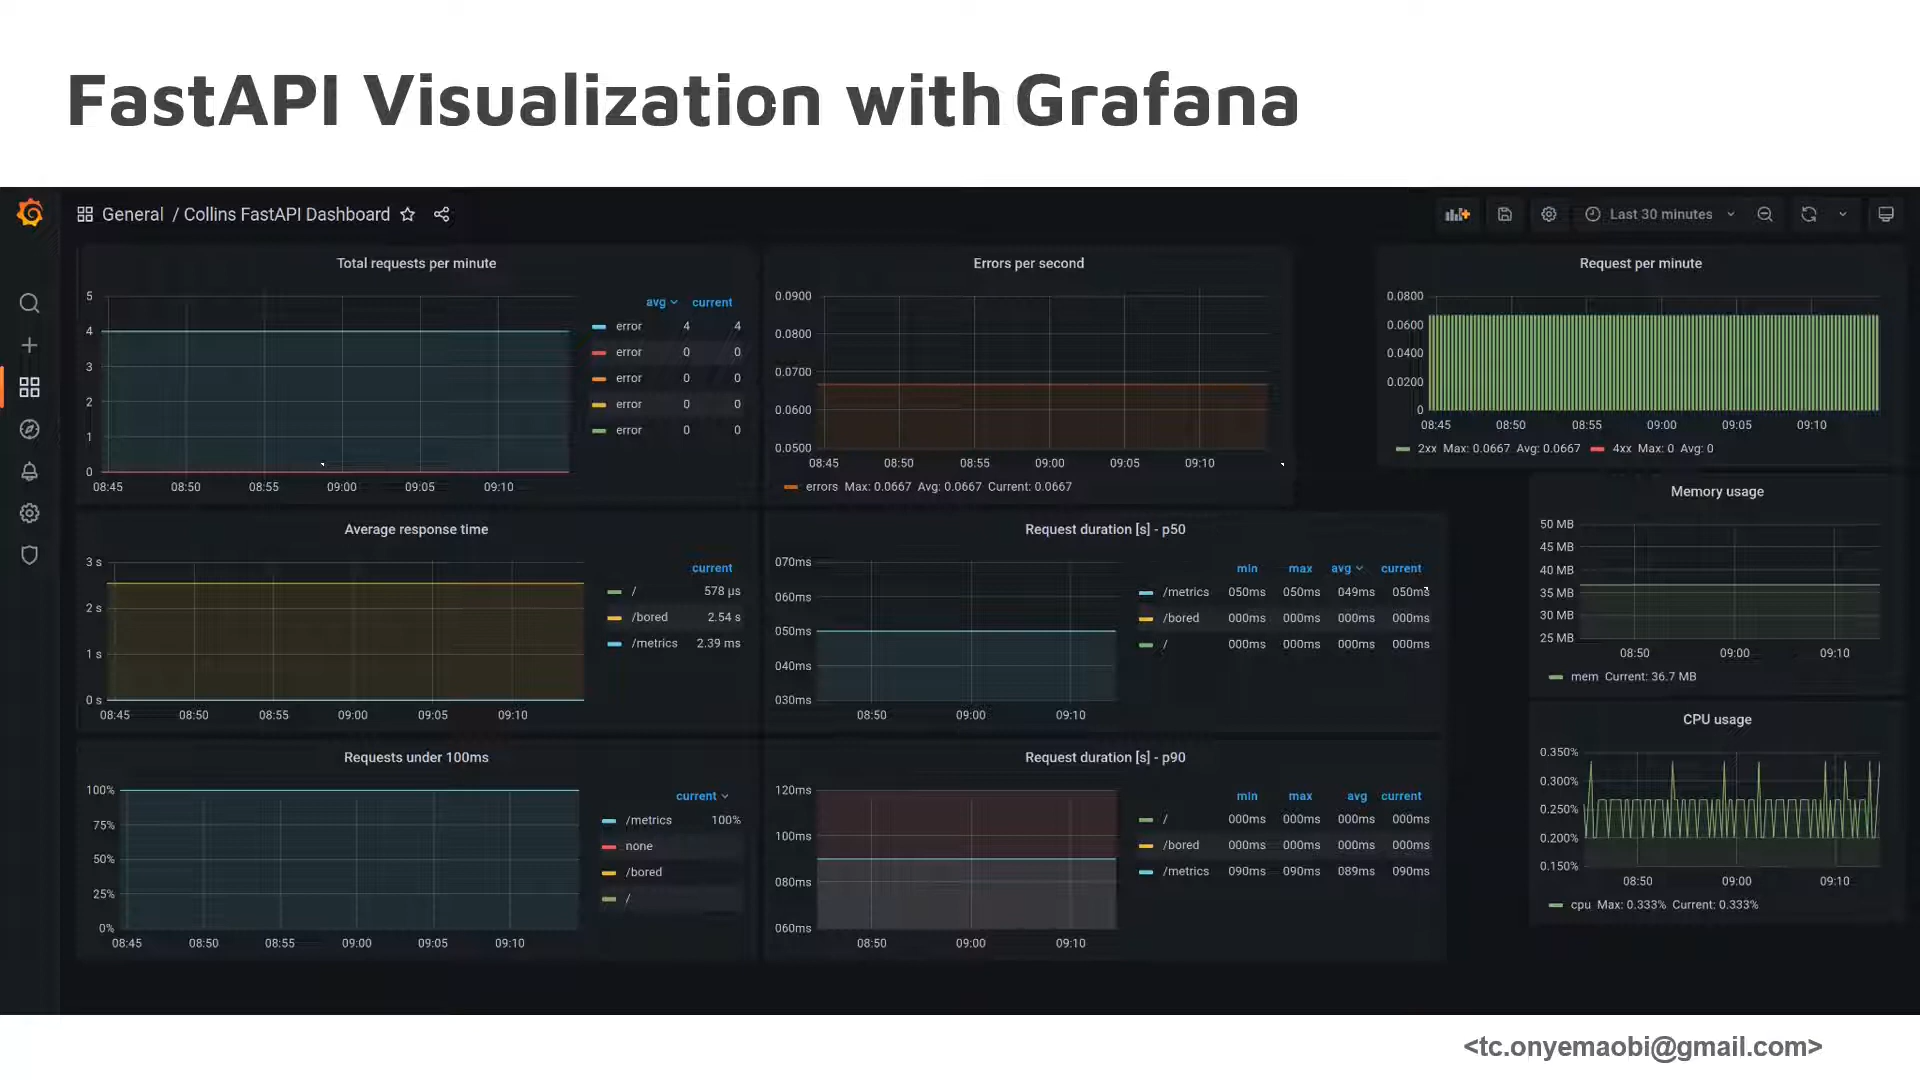 FastAPI Visualization with Grafana
General / Collins FastAPI Dashboard
Last 30 minutes
Total requests per minute
avg current
5
4
3
2
1
0
08:45 08:50 08:55 09:00 09:05 09:10
error 4 4
error 0 0
error 0 0
error 0 0
error 0 0
Errors per second
0.0900
0.0800
0.0700
0.0600
0.0500
08:45 08:50 08:55 09:00 09:05 09:10
errors Max: 0.0667 Avg: 0.0667 Current: 0.0667
Request per minute
0.0800
0.0600
0.0400
0.0200
0
08:45 08:50 08:55 09:00 09:05 09:10
2xx Max: 0.0667 Avg: 0.0667 4xx Max: 0 Avg: 0
Average response time
3 s
2 s
1 s
0 s
08:45 08:50 08:55 09:00 09:05 09:10
current
/ 578 µs
/bored 2.54 s
/metrics 2.39 ms
Request duration [s] - p50
070ms
060ms
050ms
040ms
030ms
08:50 09:00 09:10
min max avg current
/metrics 050ms 050ms 049ms 050ms
/bored 000ms 000ms 000ms 000ms
/ 000ms 000ms 000ms 000ms
Memory usage
50 MB
45 MB
40 MB
35 MB
30 MB
25 MB
08:50 09:00 09:10
mem Current: 36.7 MB
Requests under 100ms
100%
75%
50%
25%
0%
08:45 08:50 08:55 09:00 09:05 09:10
current
/metrics 100%
none
/bored
/
Request duration [s] - p90
120ms
100ms
080ms
060ms
08:50 09:00 09:10
min max avg current
/ 000ms 000ms 000ms 000ms
/bored 000ms 000ms 000ms 000ms
/metrics 090ms 090ms 089ms 090ms
CPU usage
0.350%
0.300%
0.250%
0.200%
0.150%
08:50 09:00 09:10
cpu Max: 0.333% Current: 0.333%
<tc.onyemaobi@gmail.com>